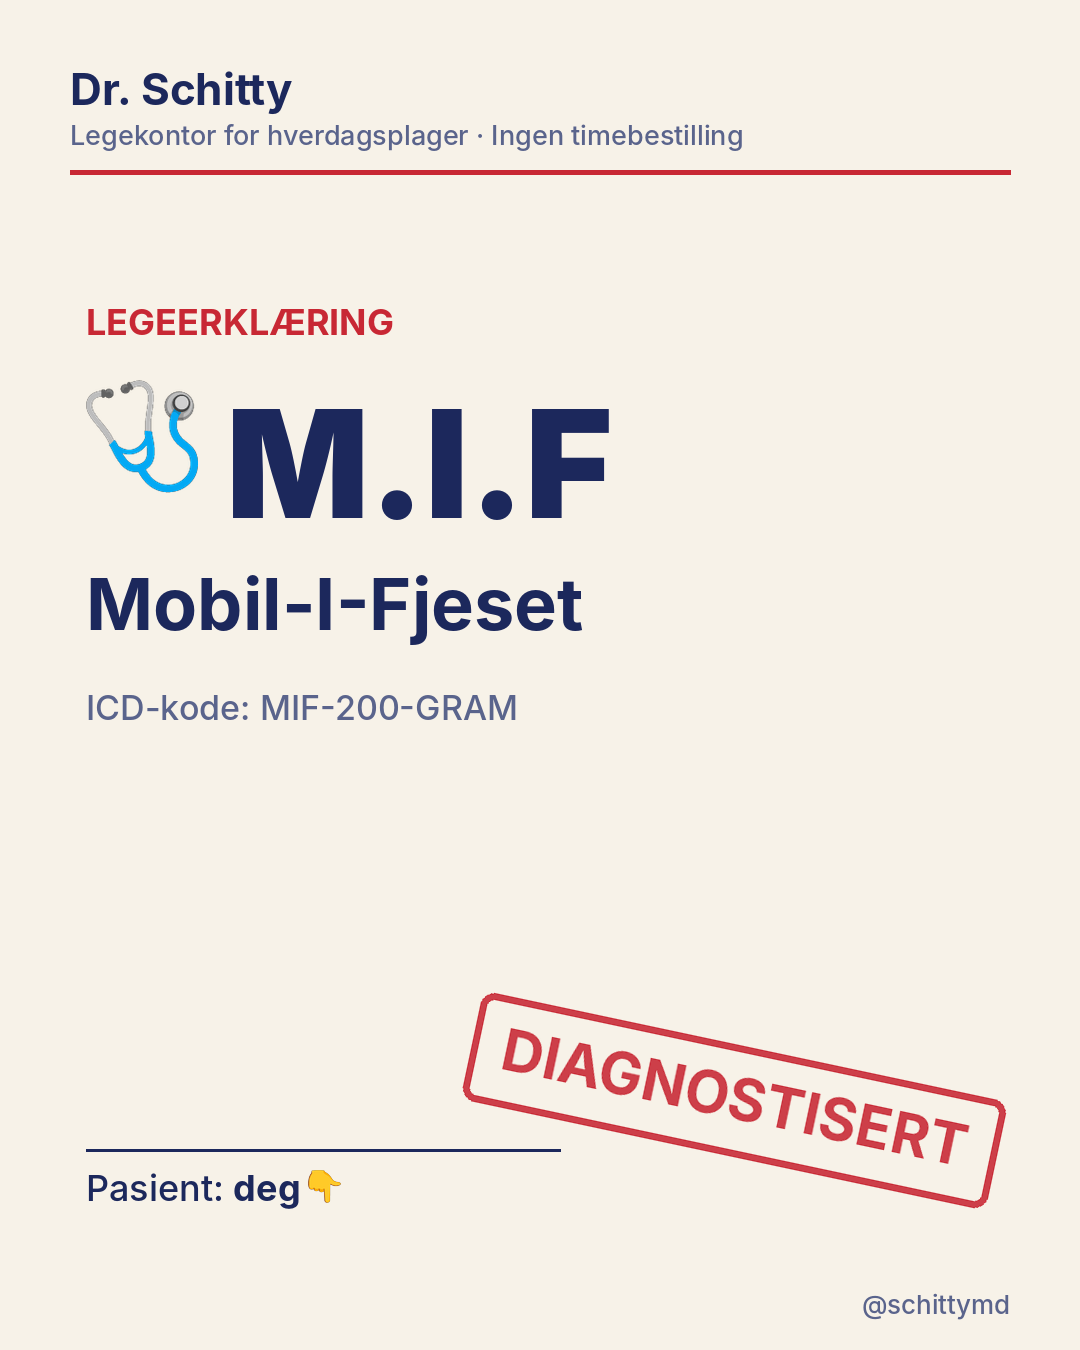 Dr. Schitty
Legekontor for hverdagsplager · Ingen timebestilling
LEGEERKLÆRING
M.I.F
Mobil-I-Fjeset
ICD-kode: MIF-200-GRAM
DIAGNOSTISERT
Pasient: deg👇
@schittymd